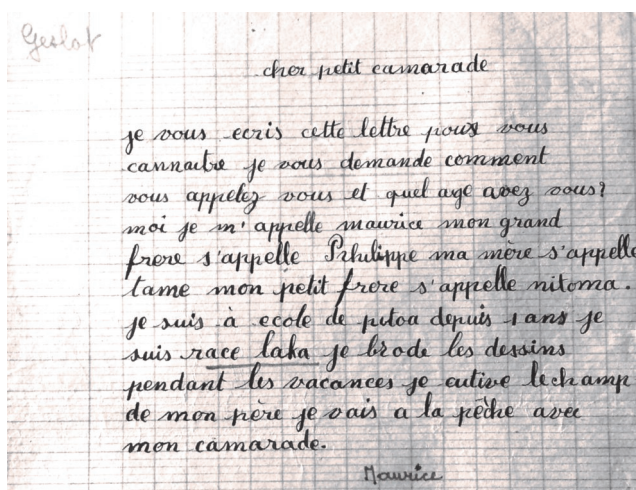 Geslot
cher petit camarade
je vous ecris cette lettre pour vous
cannaitre je vous demande comment
vous appelez vous et quel age avez vous?
moi je m'appelle maurice mon grand
frere s'appelle Philippe ma mère s'appelle
tame mon petit frere s'appelle nitoma.
je suis à ecole de pitoa depuis 1 ans je
suis race laka je brode les dessins
pendant les vacances je cutive le champ
de mon père je vais a la pêche avec
mon camarade.
Maurice